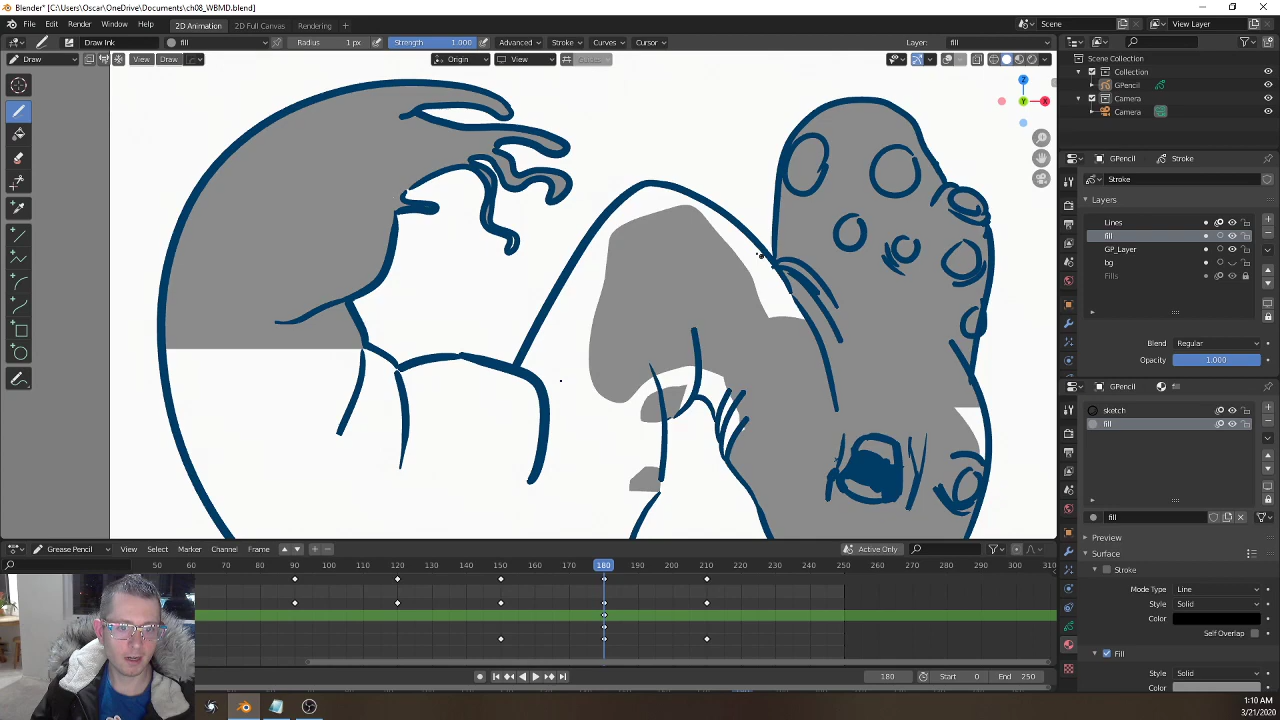 Blender* [C:\Users\Oscar\OneDrive\Documents\ch08_WBMD.blend]
File Edit Render Window Help 2D Animation 2D Full Canvas Rendering + Scene View Layer
Draw Ink fill Radius 1 px Strength 1.000 Advanced Stroke Curves Cursor Layer: fill
Draw View Draw Origin View Guides
Scene Collection
Collection
GPencil
Camera
Camera
Z
Y
X
GPencil Stroke
Stroke
Layers
Lines
fill
GP_Layer
bg
Fills
Blend Regular
Opacity 1.000
GPencil
sketch
fill
fill
Preview
Surface
Stroke
Mode Type Line
Style Solid
Color
Self Overlap
Fill
Style Solid
Color
Grease Pencil View Select Marker Channel Frame Active Only
50 60 70 80 90 100 110 120 130 140 150 160 170 180 190 200 210 220 230 240 250 260 270 280 290 300 310
180 Start 0 End 250
1:10 AM
3/21/2020